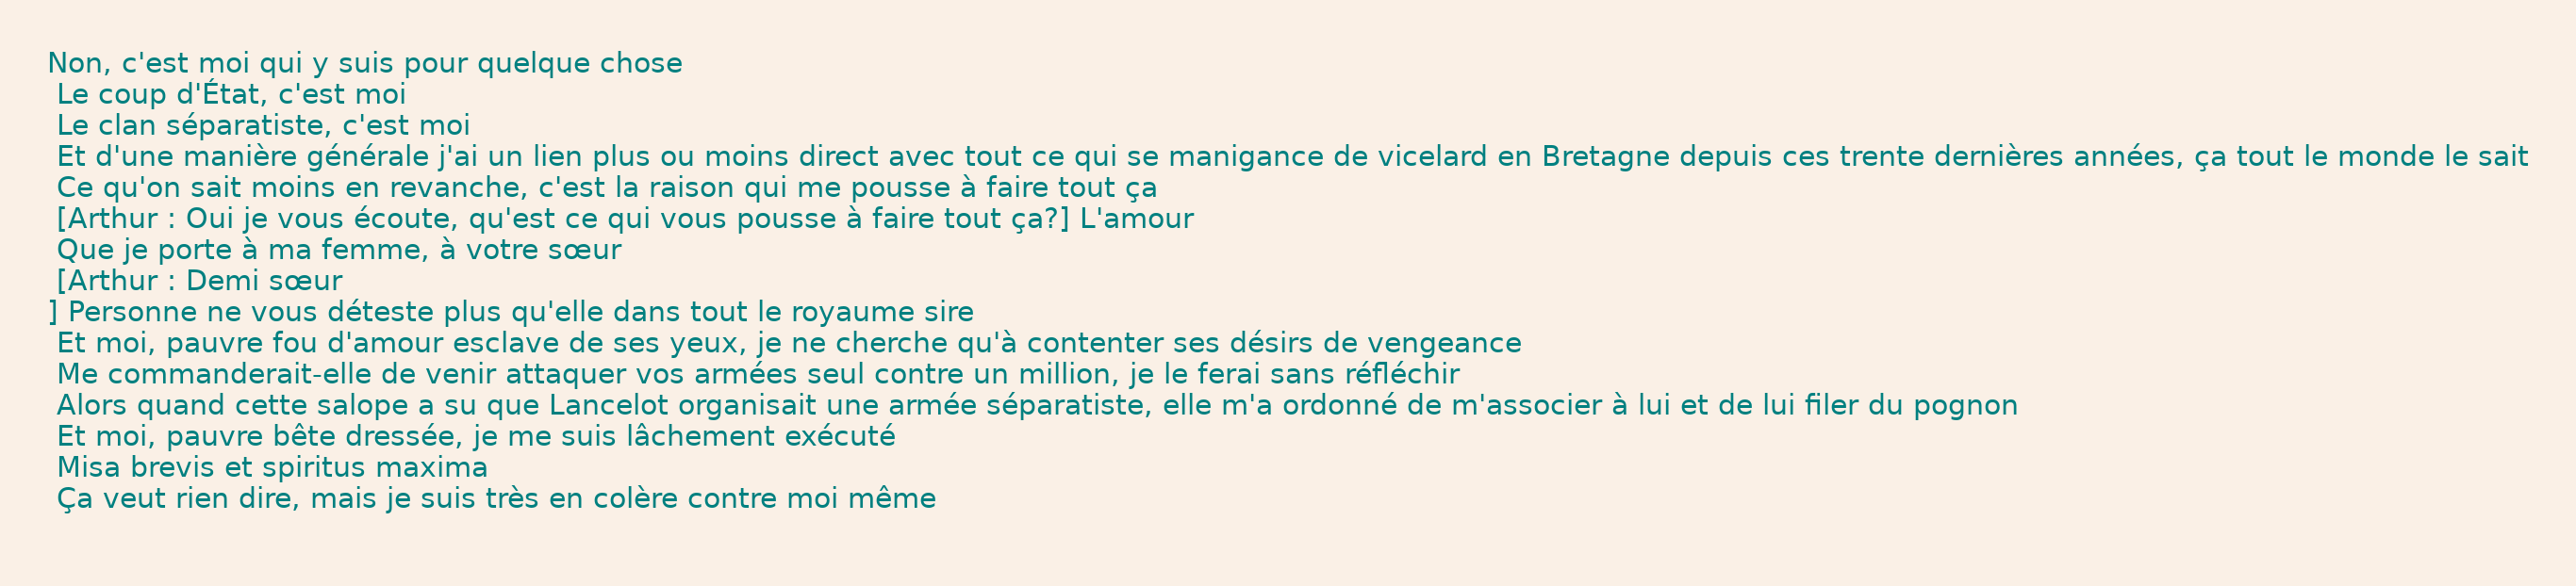 Non, c'est moi qui y suis pour quelque chose
Le coup d'État, c'est moi
Le clan séparatiste, c'est moi
Et d'une manière générale j'ai un lien plus ou moins direct avec tout ce qui se manigance de vicelard en Bretagne depuis ces trente dernières années, ça tout le monde le sait
Ce qu'on sait moins en revanche, c'est la raison qui me pousse à faire tout ça
[Arthur : Oui je vous écoute, qu'est ce qui vous pousse à faire tout ça?] L'amour
Que je porte à ma femme, à votre sœur
[Arthur : Demi sœur
] Personne ne vous déteste plus qu'elle dans tout le royaume sire
Et moi, pauvre fou d'amour esclave de ses yeux, je ne cherche qu'à contenter ses désirs de vengeance
Me commanderait-elle de venir attaquer vos armées seul contre un million, je le ferai sans réfléchir
Alors quand cette salope a su que Lancelot organisait une armée séparatiste, elle m'a ordonné de m'associer à lui et de lui filer du pognon
Et moi, pauvre bête dressée, je me suis lâchement exécuté
Misa brevis et spiritus maxima
Ça veut rien dire, mais je suis très en colère contre moi même